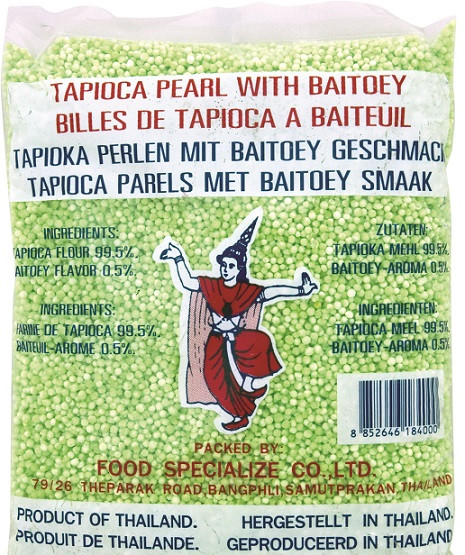 TAPIOCA PEARL WITH BAITOEY
BILLES DE TAPIOCA A BAITEUIL
TAPIOKA PERLEN MIT BAITOEY GESCHMACK
TAPIOCA PARELS MET BAITOEY SMAAK
INGREDIENTS:
TAPIOCA FLOUR 99.5%.
BAITOEY FLAVOR 0.5%.
ZUTATEN:
TAPIOKA MEHL 99.5%.
BAITOEY-AROMA 0.5%.
INGREDIENTS:
FARINE DE TAPIOCA 99.5%.
BAITEUIL-AROME 0.5%.
INGREDIENTEN:
TAPIOCA MEEL 99.5%.
BAITOEY-AROMA 0.5%.
8 852646 184000
PACKED BY:
FOOD SPECIALIZE CO.,LTD.
79/26 THEPARAK ROAD,BANGPHLI,SAMUTPRAKAN,THAILAND
PRODUCT OF THAILAND. HERGESTELLT IN THAILAND.
PRODUIT DE THAILANDE. GEPRODUCEERD IN THAILAND.